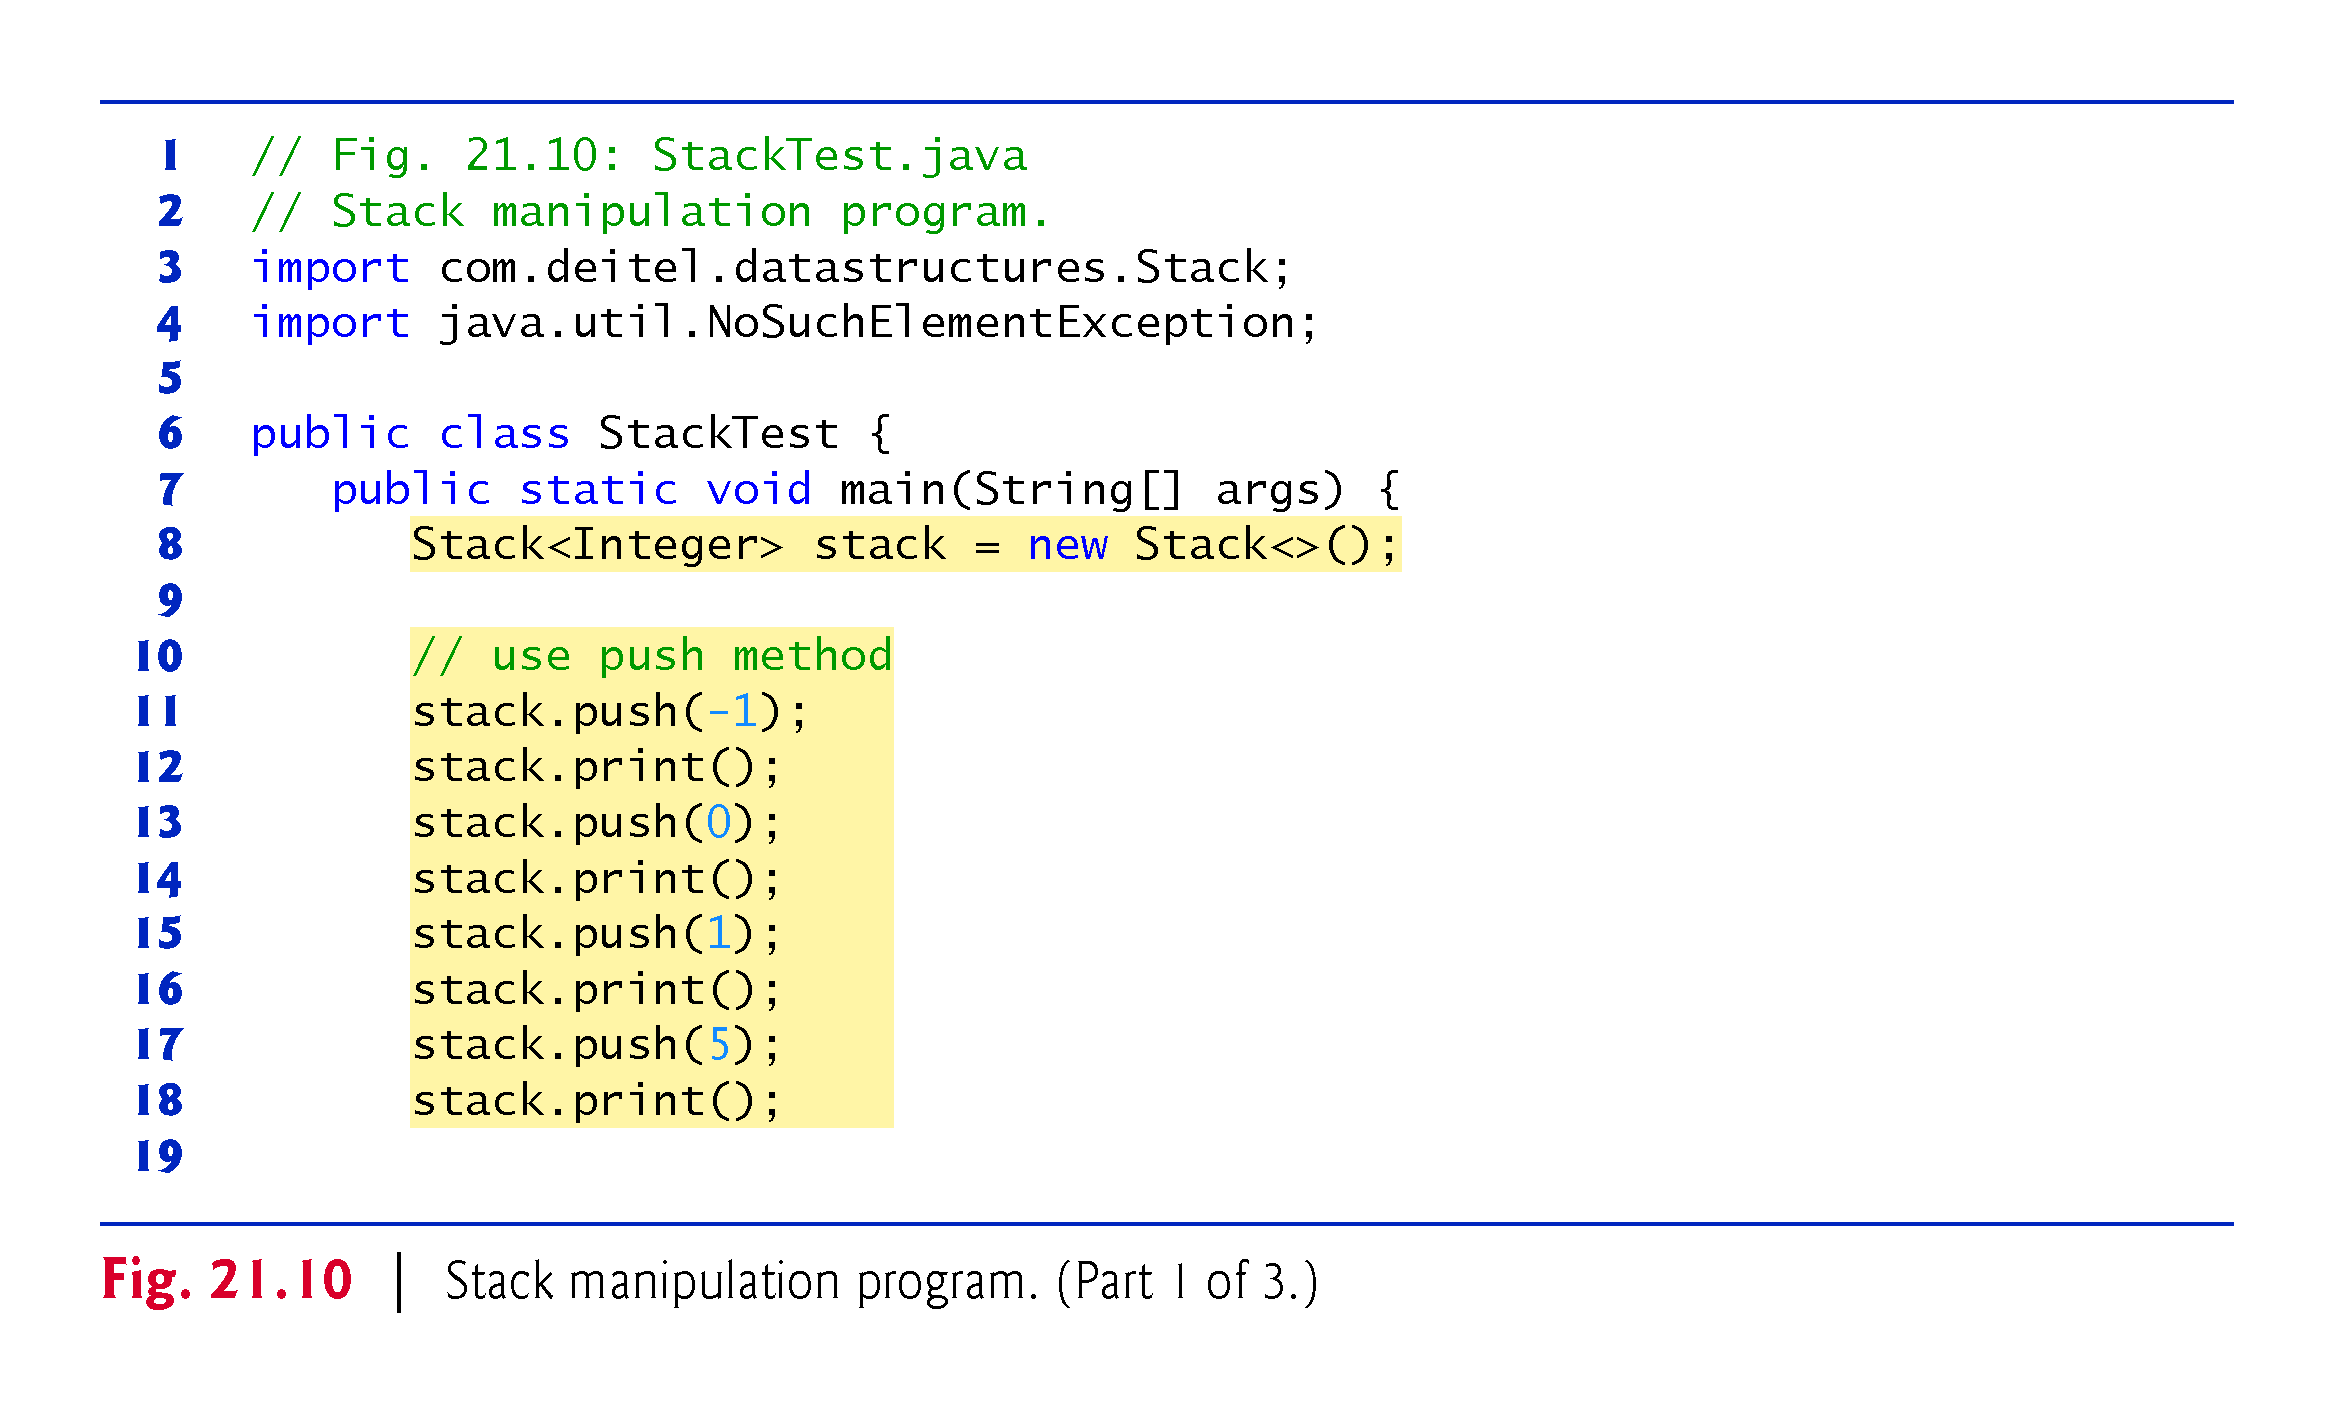 1 // Fig. 21.10: StackTest.java
2 // Stack manipulation program.
3 import com.deitel.datastructures.Stack;
4 import java.util.NoSuchElementException;
5
6 public class StackTest {
7    public static void main(String[] args) {
8       Stack<Integer> stack = new Stack<>();
9
10       // use push method
11       stack.push(-1);
12       stack.print();
13       stack.push(0);
14       stack.print();
15       stack.push(1);
16       stack.print();
17       stack.push(5);
18       stack.print();
19
Fig. 21.10 | Stack manipulation program. (Part 1 of 3.)